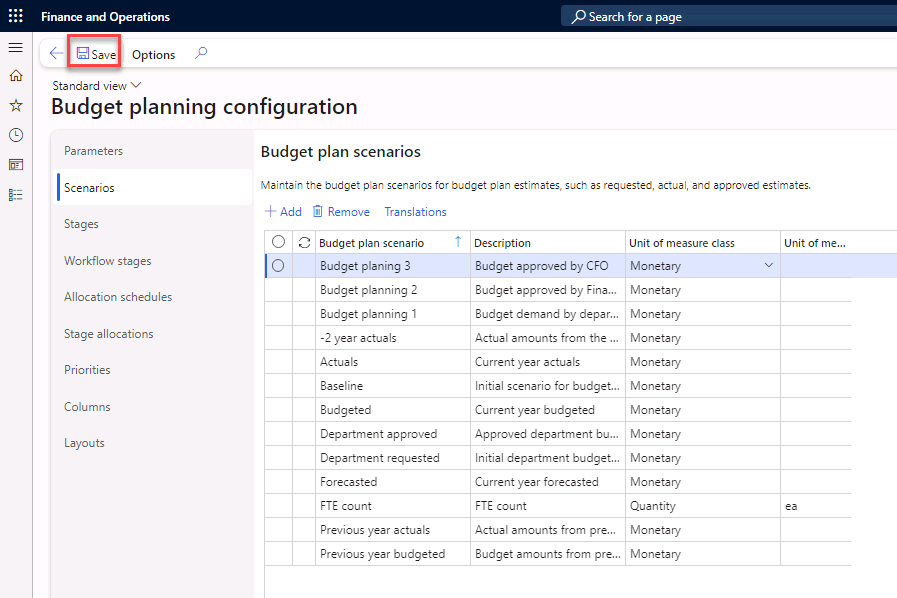 Finance and Operations
Search for a page
Save Options
Standard view
Budget planning configuration
Parameters
Scenarios
Stages
Workflow stages
Allocation schedules
Stage allocations
Priorities
Columns
Layouts
Budget plan scenarios
Maintain the budget plan scenarios for budget plan estimates, such as requested, actual, and approved estimates.
Add Remove Translations
Budget plan scenario Description Unit of measure class Unit of me...
Budget planing 3 Budget approved by CFO Monetary
Budget planning 2 Budget approved by Fina... Monetary
Budget planning 1 Budget demand by depar... Monetary
-2 year actuals Actual amounts from the ... Monetary
Actuals Current year actuals Monetary
Baseline Initial scenario for budget... Monetary
Budgeted Current year budgeted Monetary
Department approved Approved department bu... Monetary
Department requested Initial department budget... Monetary
Forecasted Current year forecasted Monetary
FTE count FTE count Quantity ea
Previous year actuals Actual amounts from pre... Monetary
Previous year budgeted Budget amounts from pre... Monetary